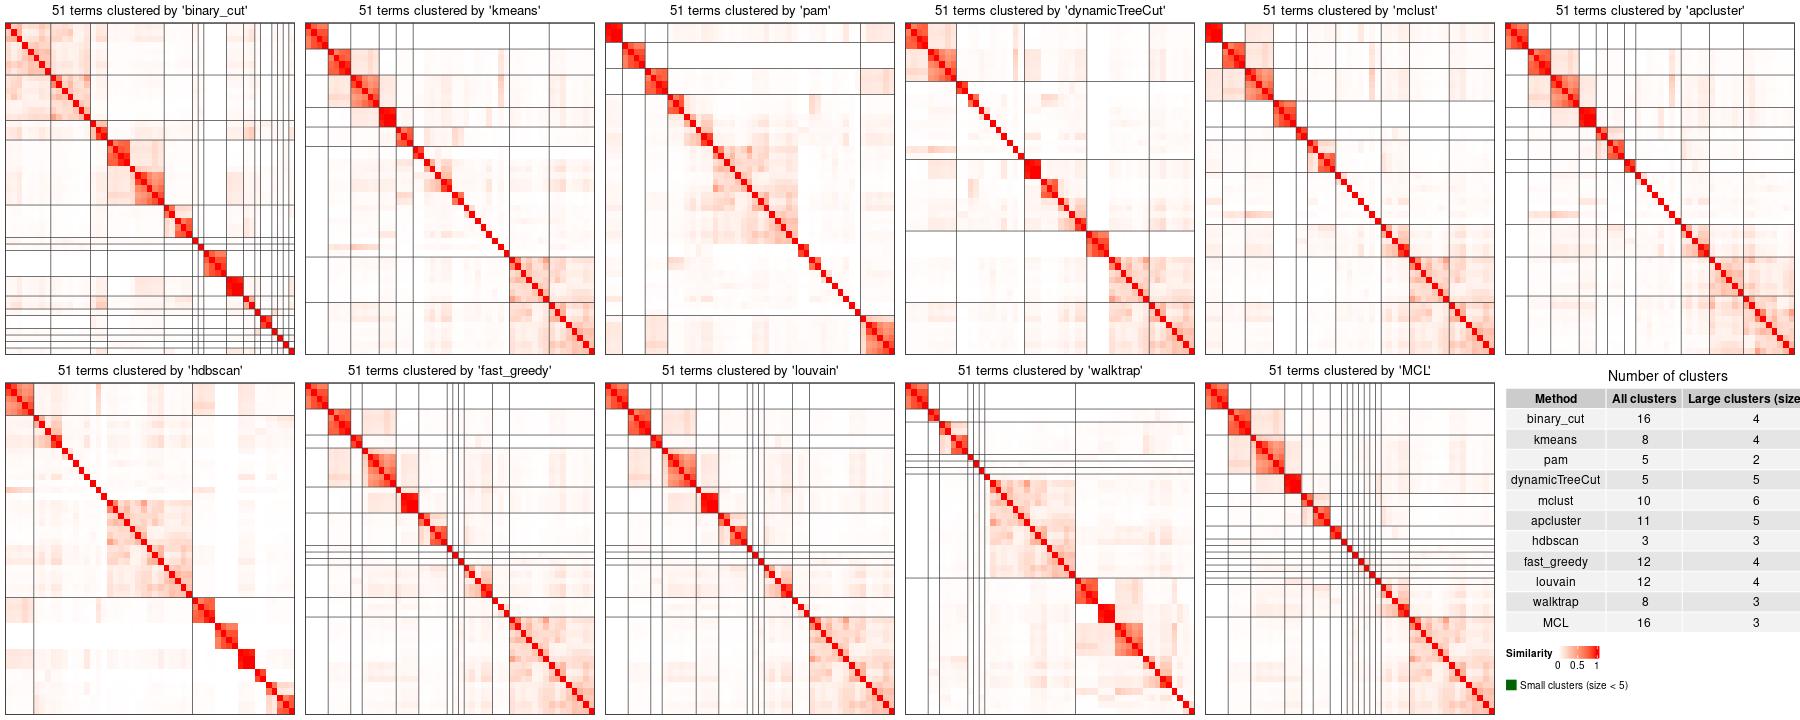 51 terms clustered by 'binary_cut'
51 terms clustered by 'kmeans'
51 terms clustered by 'pam'
51 terms clustered by 'dynamicTreeCut'
51 terms clustered by 'mclust'
51 terms clustered by 'apcluster'
51 terms clustered by 'hdbscan'
51 terms clustered by 'fast_greedy'
51 terms clustered by 'louvain'
51 terms clustered by 'walktrap'
51 terms clustered by 'MCL'
Number of clusters
Method All clusters Large clusters (size
binary_cut 16 4
kmeans 8 4
pam 5 2
dynamicTreeCut 5 5
mclust 10 6
apcluster 11 5
hdbscan 3 3
fast_greedy 12 4
louvain 12 4
walktrap 8 3
MCL 16 3
Similarity
0 0.5 1
Small clusters (size < 5)